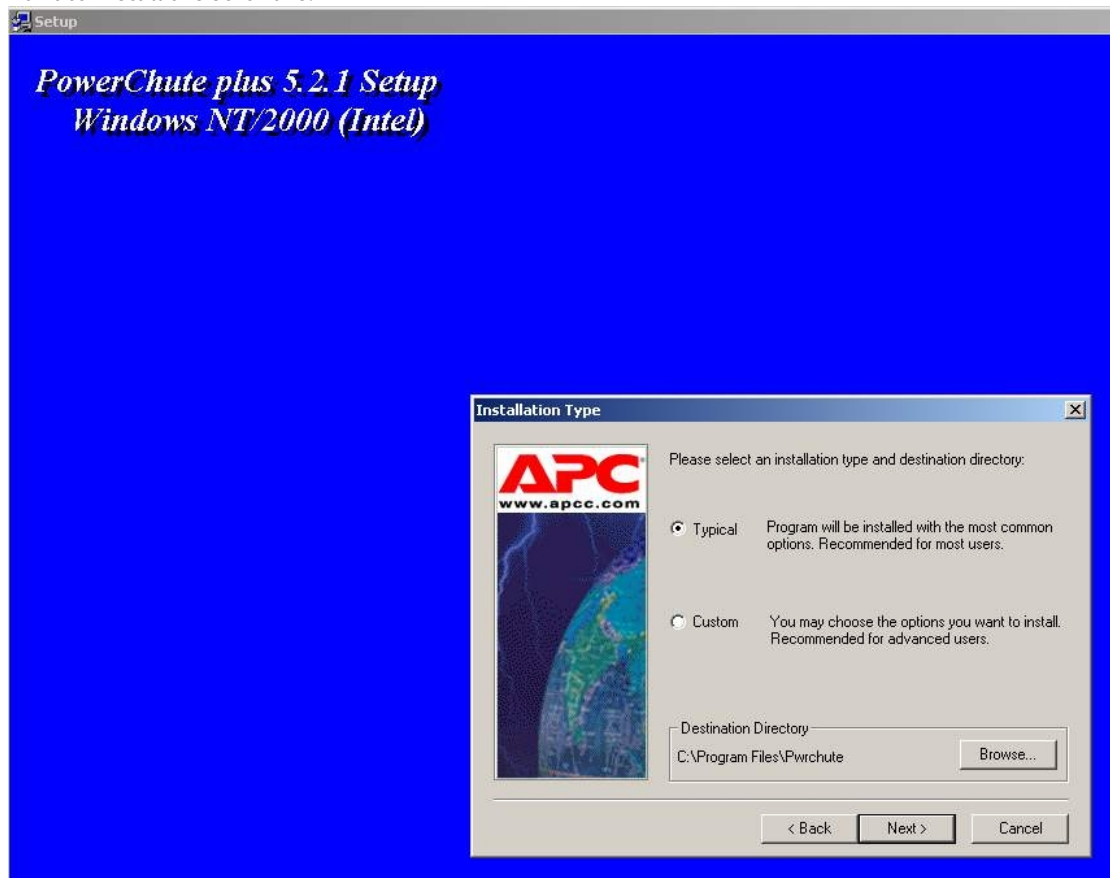 Setup
PowerChute plus 5.2.1 Setup
Windows NT/2000 (Intel)
Installation Type
APC
www.apcc.com
Please select an installation type and destination directory:
Typical
Program will be installed with the most common
options. Recommended for most users.
Custom
You may choose the options you want to install.
Recommended for advanced users.
Destination Directory
C:\Program Files\Pwrchute
Browse...
< Back
Next >
Cancel